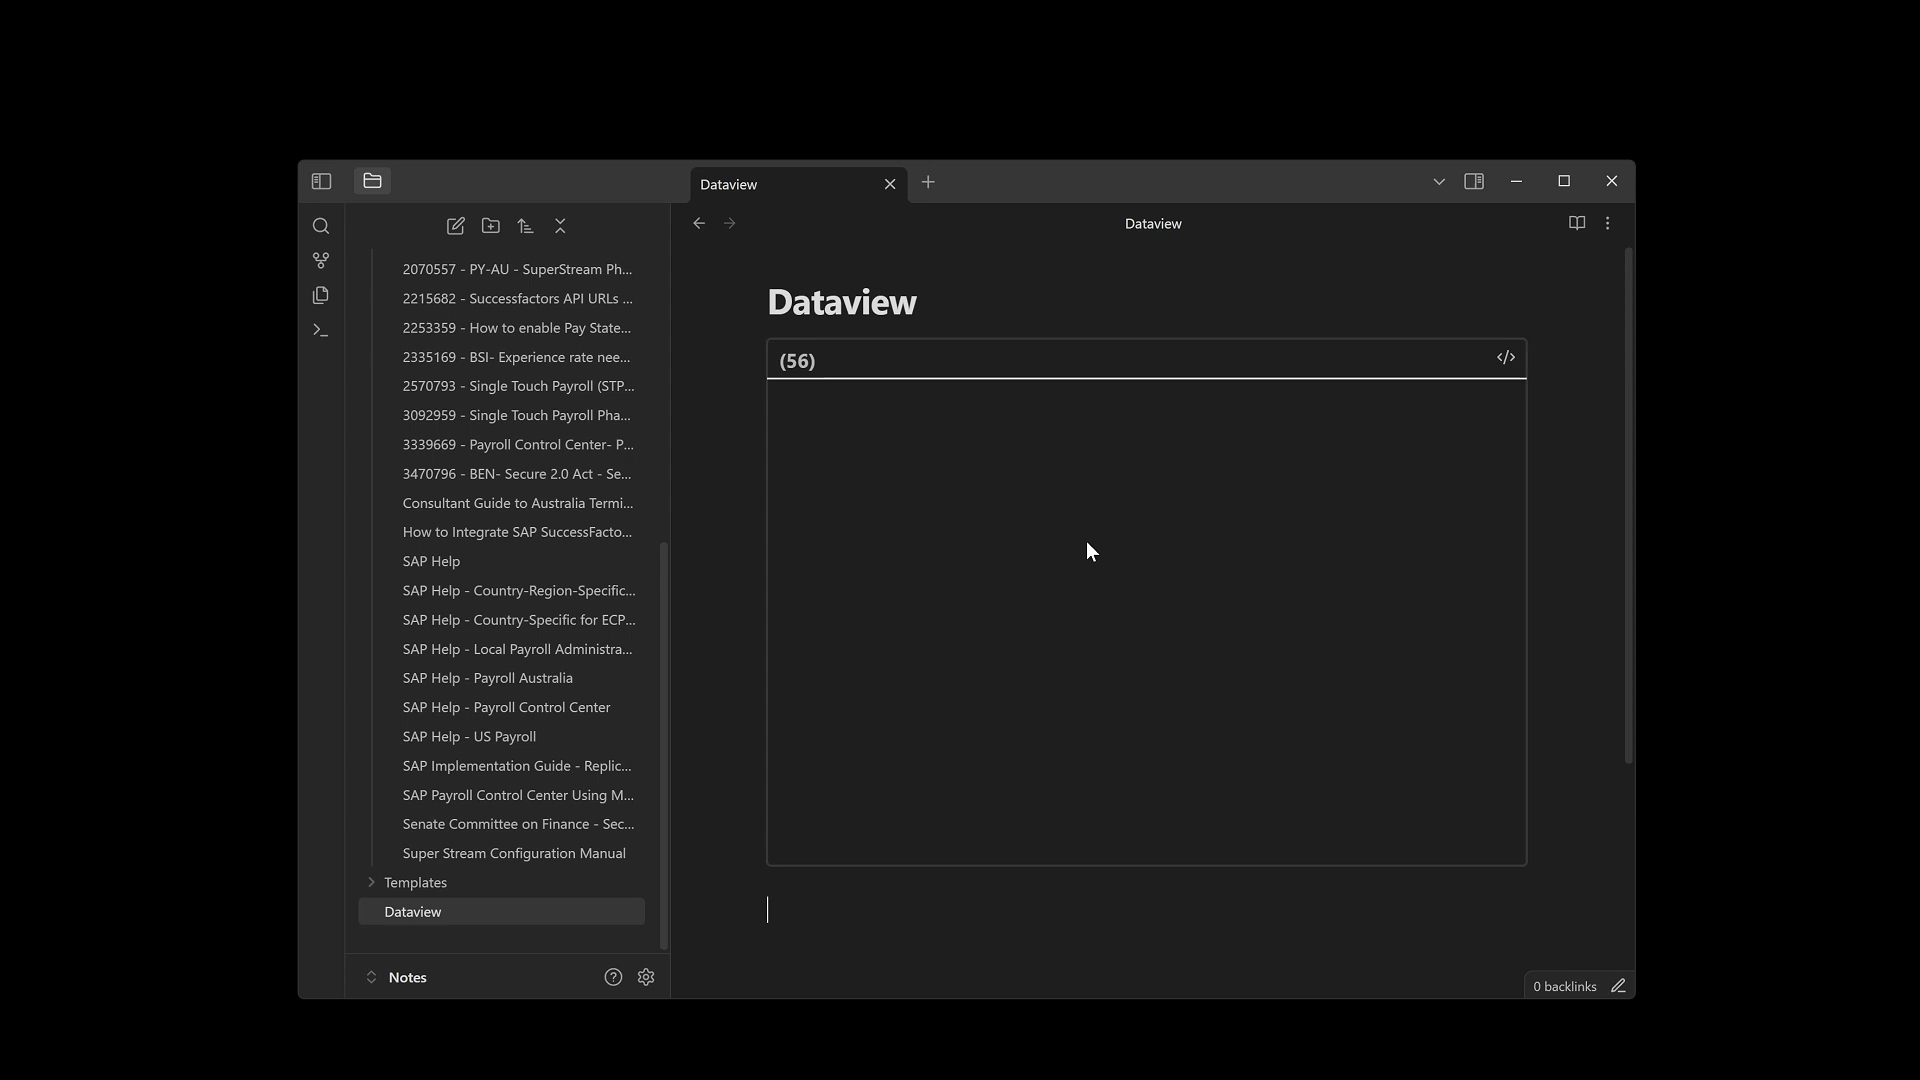 Dataview
Dataview
2070557 - PY-AU - SuperStream Ph...
2215682 - Successfactors API URLs ...
2253359 - How to enable Pay State...
2335169 - BSI- Experience rate nee...
2570793 - Single Touch Payroll (STP...
3092959 - Single Touch Payroll Pha...
3339669 - Payroll Control Center- P...
3470796 - BEN- Secure 2.0 Act - Se...
Consultant Guide to Australia Termi...
How to Integrate SAP SuccessFacto...
SAP Help
SAP Help - Country-Region-Specific...
SAP Help - Country-Specific for ECP...
SAP Help - Local Payroll Administra...
SAP Help - Payroll Australia
SAP Help - Payroll Control Center
SAP Help - US Payroll
SAP Implementation Guide - Replic...
SAP Payroll Control Center Using M...
Senate Committee on Finance - Sec...
Super Stream Configuration Manual
Templates
Dataview
Notes
Dataview
(56)
0 backlinks